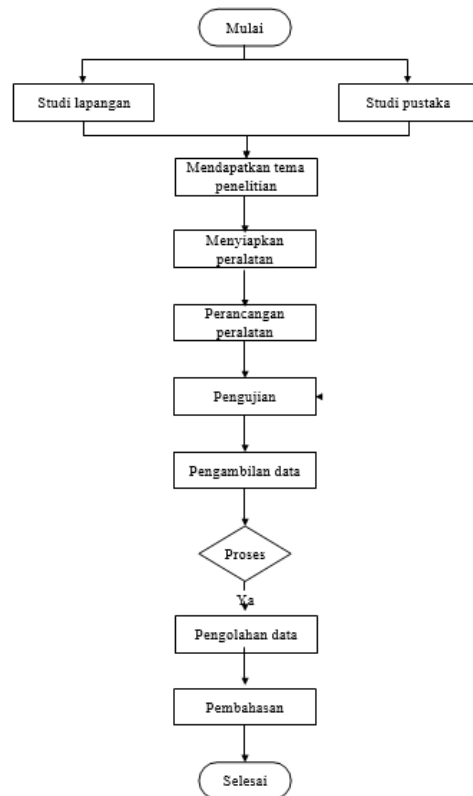 Mulai
Studi lapangan
Studi pustaka
Mendapatkan tema
penelitian
Menyiapkan
peralatan
Perancangan
peralatan
Pengujian
Pengambilan data
Proses
Ya
Pengolahan data
Pembahasan
Selesai